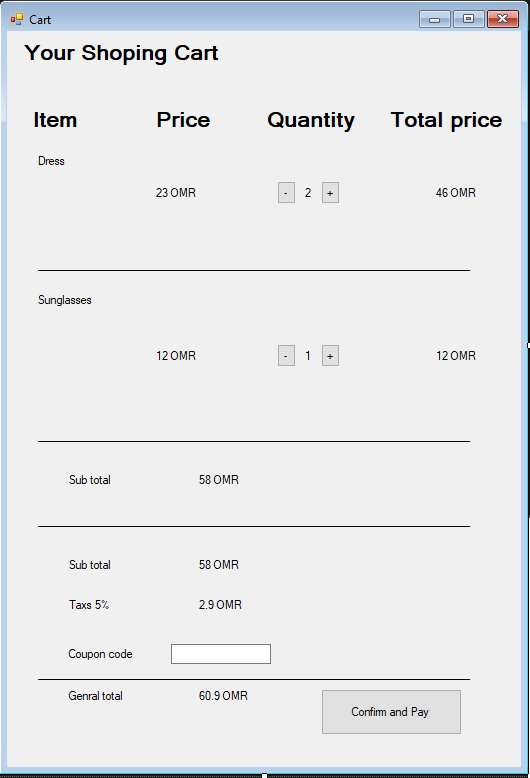 Cart
Your Shoping Cart
Item Price Quantity Total price
Dress
23 OMR - 2 + 46 OMR
Sunglasses
12 OMR - 1 + 12 OMR
Sub total 58 OMR
Sub total 58 OMR
Taxs 5% 2.9 OMR
Coupon code
Genral total 60.9 OMR Confirm and Pay